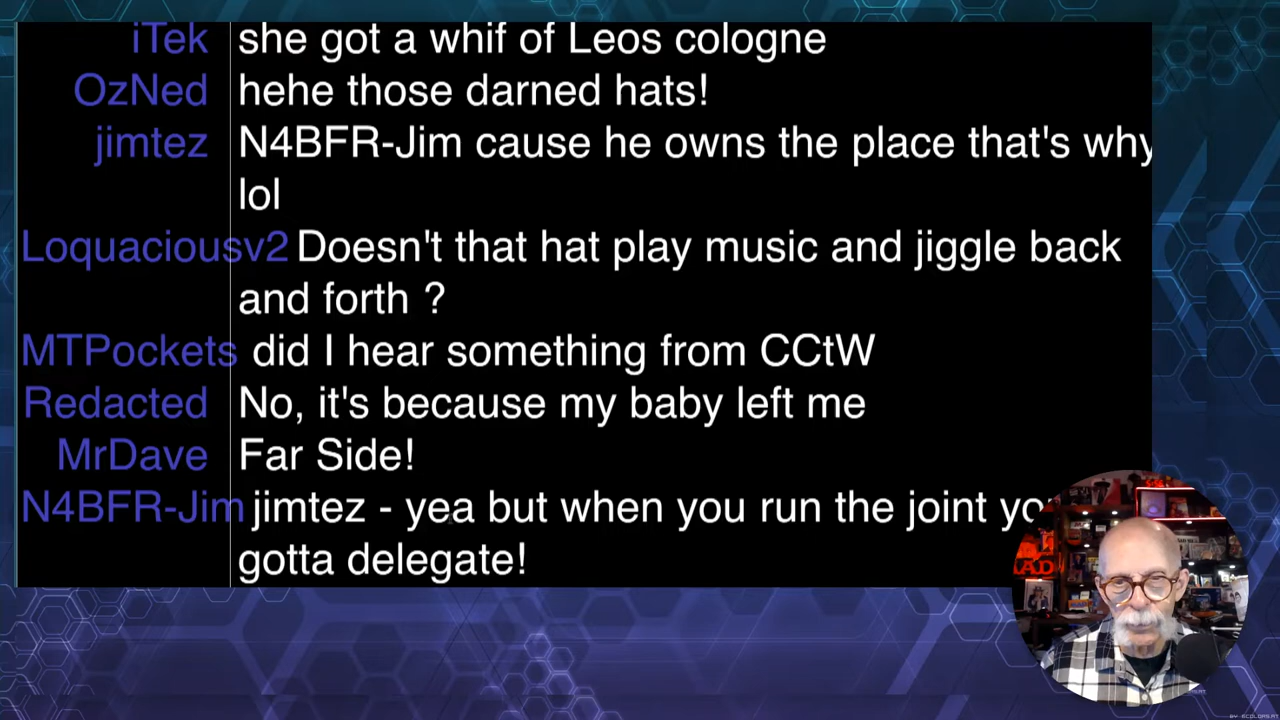 iTek she got a whif of Leos cologne
OzNed hehe those darned hats!
jimtez N4BFR-Jim cause he owns the place that's why
lol
Loquaciousv2 Doesn't that hat play music and jiggle back
and forth ?
MTPockets did I hear something from CCtW
Redacted No, it's because my baby left me
MrDave Far Side!
N4BFR-Jim jimtez - yea but when you run the joint
gotta delegate!